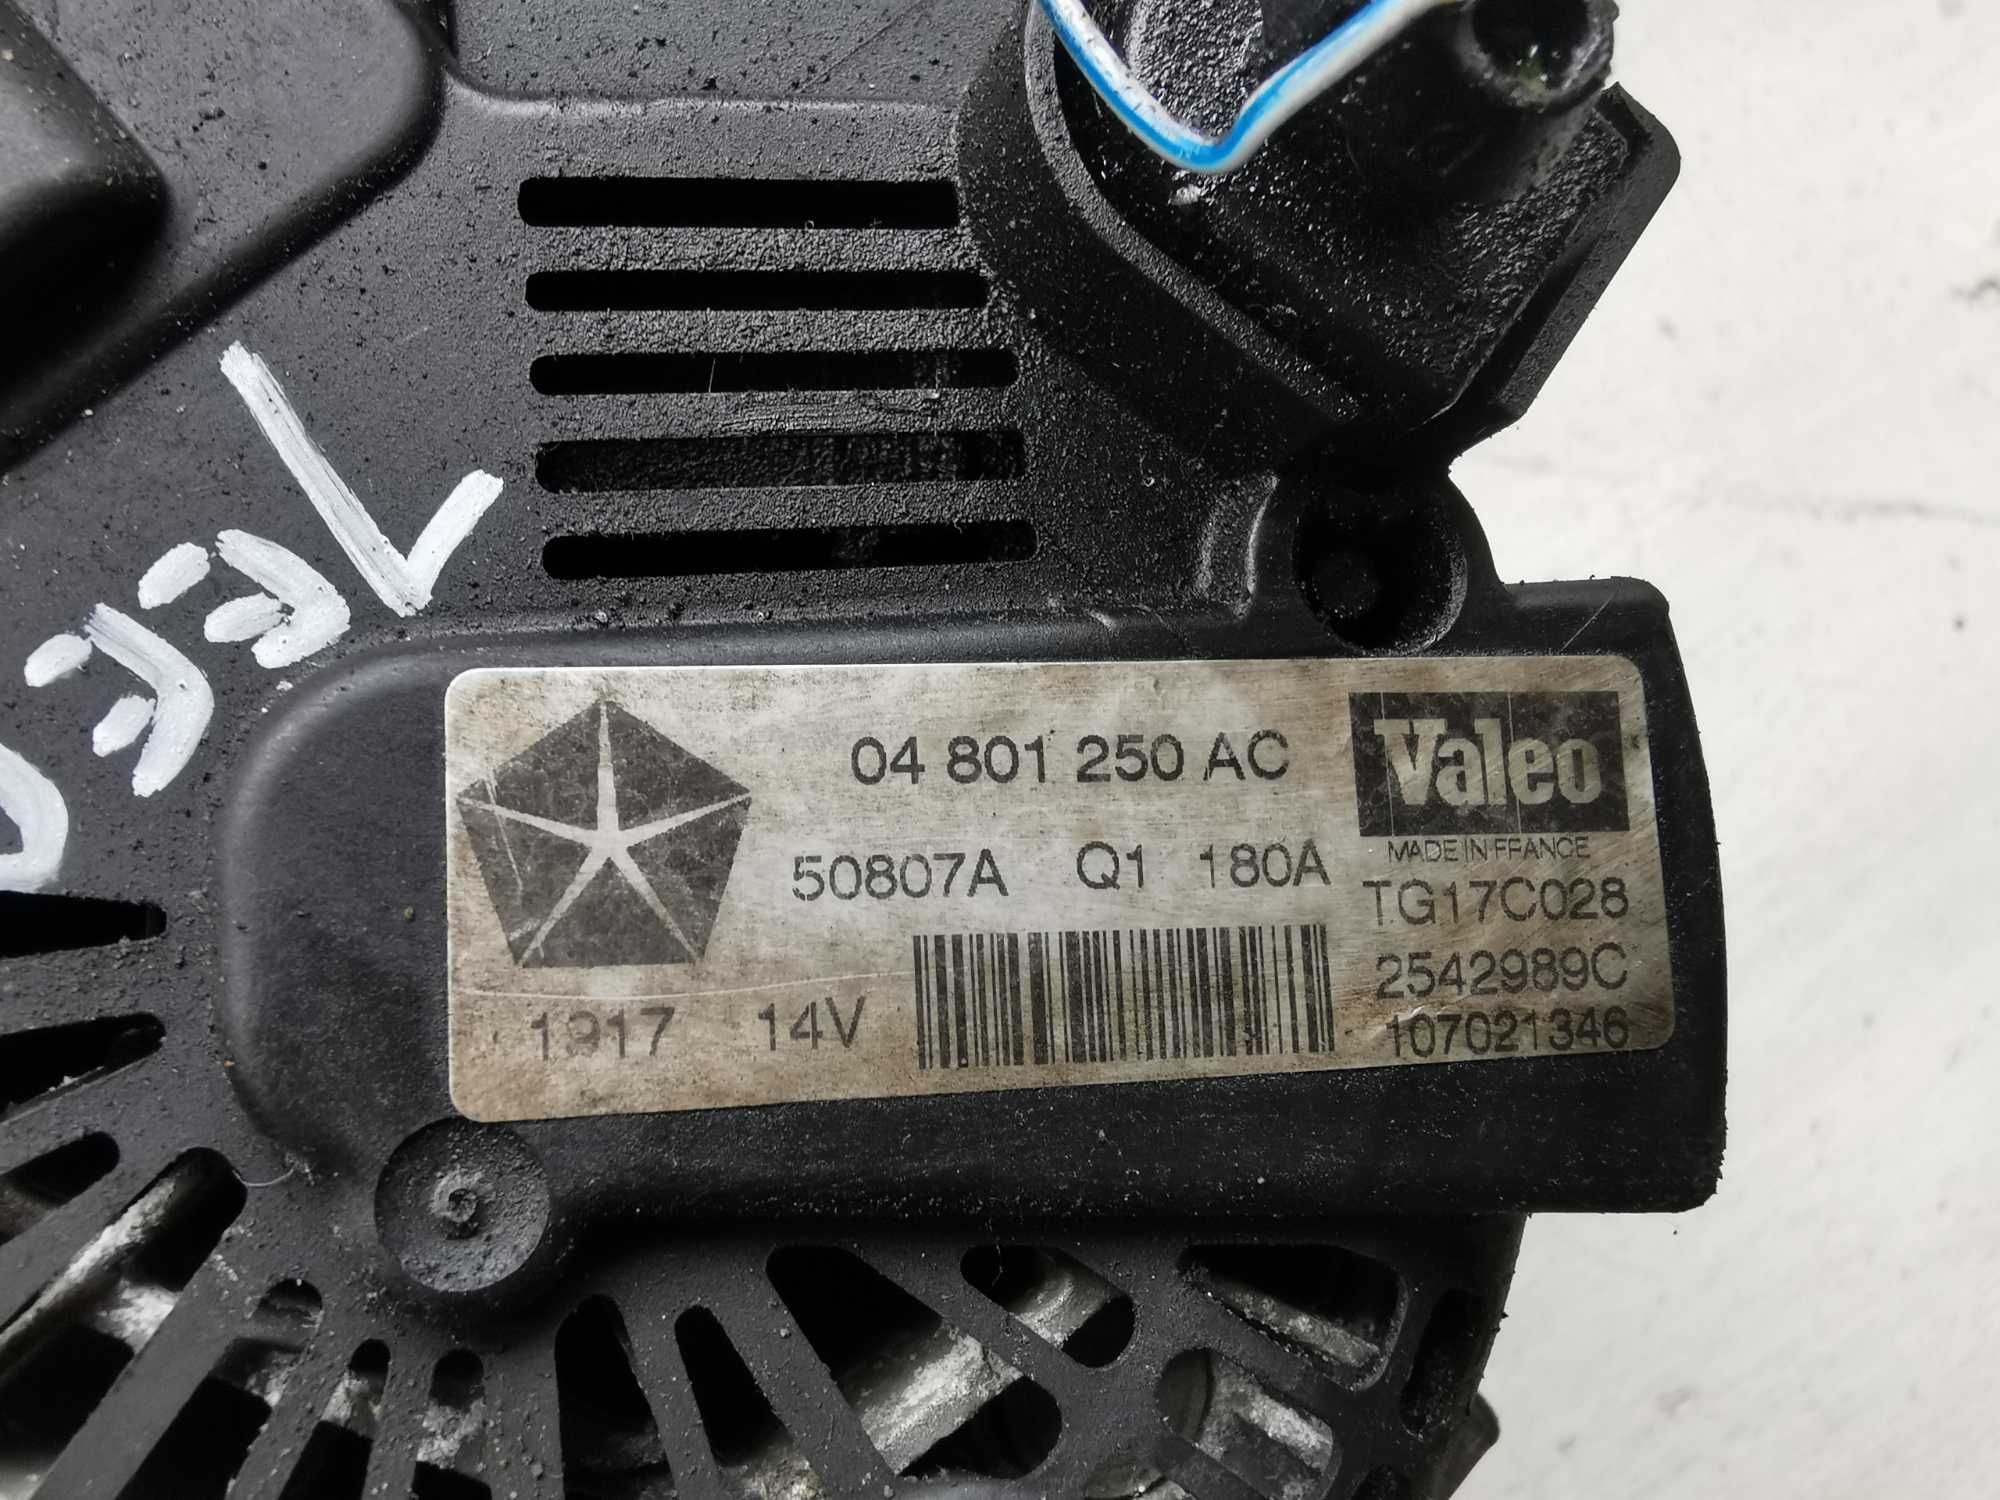 04 801 250 AC
Valeo
MADE IN FRANCE
50807A Q1 180A
TG17C028
2542989C
1917 14V
107021346